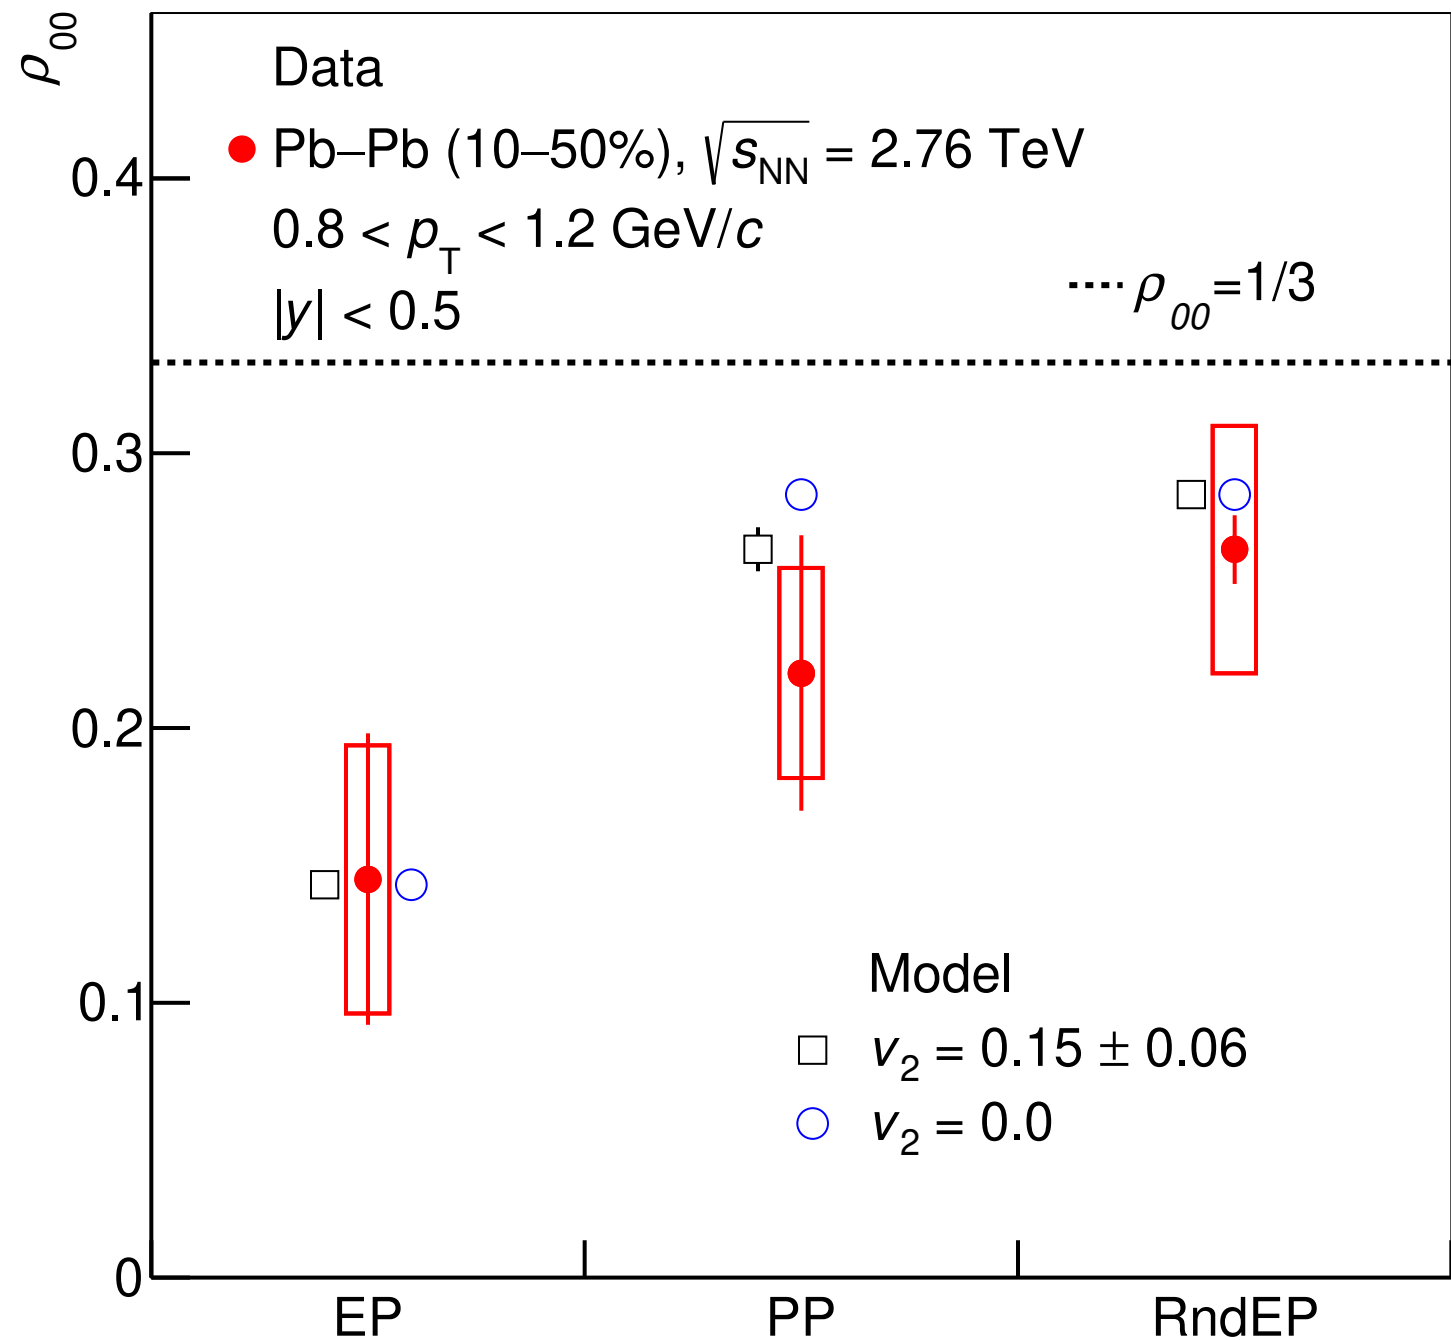 ρ00
Data
Pb–Pb (10–50%), √sNN = 2.76 TeV
0.8 < pT < 1.2 GeV/c
|y| < 0.5
ρ00=1/3
0.4
0.3
0.2
0.1
0
Model
v2 = 0.15 ± 0.06
v2 = 0.0
EP PP RndEP